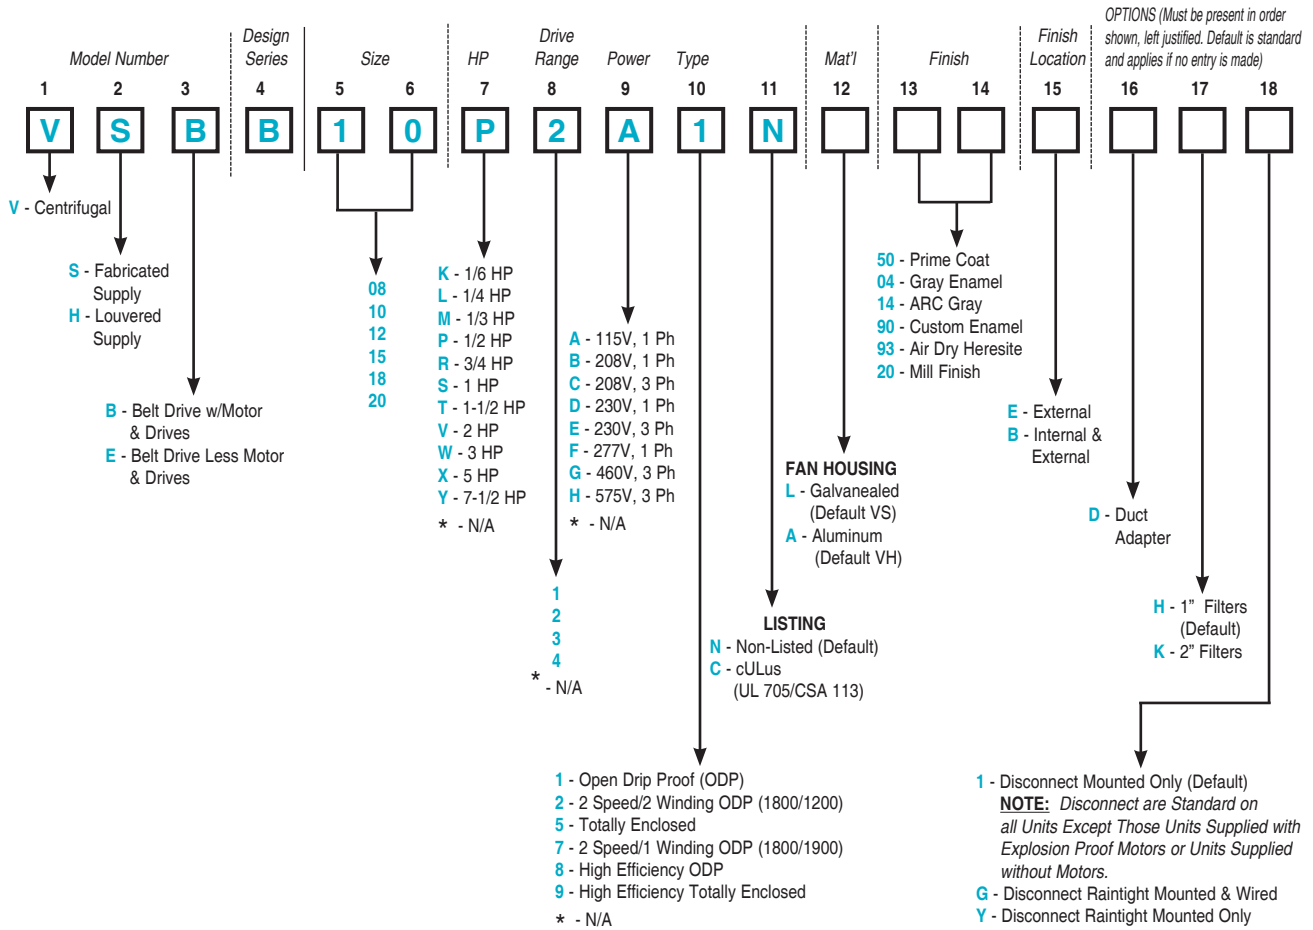 OPTIONS (Must be present in order
shown, left justified. Default is standard
and applies if no entry is made)
Model Number
Design
Series
Size
HP
Drive
Range
Power
Type
Mat'l
Finish
Finish
Location
1 2 3 4 5 6 7 8 9 10 11 12 13 14 15 16 17 18
V S B B 1 0 P 2 A 1 N
V - Centrifugal
S - Fabricated
Supply
H - Louvered
Supply
B - Belt Drive w/Motor
& Drives
E - Belt Drive Less Motor
& Drives
08
10
12
15
18
20
K - 1/6 HP
L - 1/4 HP
M - 1/3 HP
P - 1/2 HP
R - 3/4 HP
S - 1 HP
T - 1-1/2 HP
V - 2 HP
W - 3 HP
X - 5 HP
Y - 7-1/2 HP
* - N/A
1
2
3
4
* - N/A
A - 115V, 1 Ph
B - 208V, 1 Ph
C - 208V, 3 Ph
D - 230V, 1 Ph
E - 230V, 3 Ph
F - 277V, 1 Ph
G - 460V, 3 Ph
H - 575V, 3 Ph
* - N/A
1 - Open Drip Proof (ODP)
2 - 2 Speed/2 Winding ODP (1800/1200)
5 - Totally Enclosed
7 - 2 Speed/1 Winding ODP (1800/1900)
8 - High Efficiency ODP
9 - High Efficiency Totally Enclosed
* - N/A
LISTING
N - Non-Listed (Default)
C - cULus
(UL 705/CSA 113)
FAN HOUSING
L - Galvanealed
(Default VS)
A - Aluminum
(Default VH)
50 - Prime Coat
04 - Gray Enamel
14 - ARC Gray
90 - Custom Enamel
93 - Air Dry Heresite
20 - Mill Finish
E - External
B - Internal &
External
D - Duct
Adapter
H - 1” Filters
(Default)
K - 2” Filters
1 - Disconnect Mounted Only (Default)
NOTE: Disconnect are Standard on
all Units Except Those Units Supplied with
Explosion Proof Motors or Units Supplied
without Motors.
G - Disconnect Raintight Mounted & Wired
Y - Disconnect Raintight Mounted Only